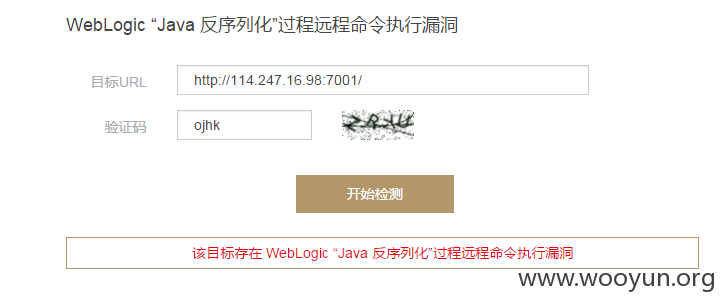 WebLogic “Java 反序列化”过程远程命令执行漏洞
目标URL http://114.247.16.98:7001/
验证码 ojhk
开始检测
该目标存在 WebLogic “Java 反序列化”过程远程命令执行漏洞
www.wooyun.org